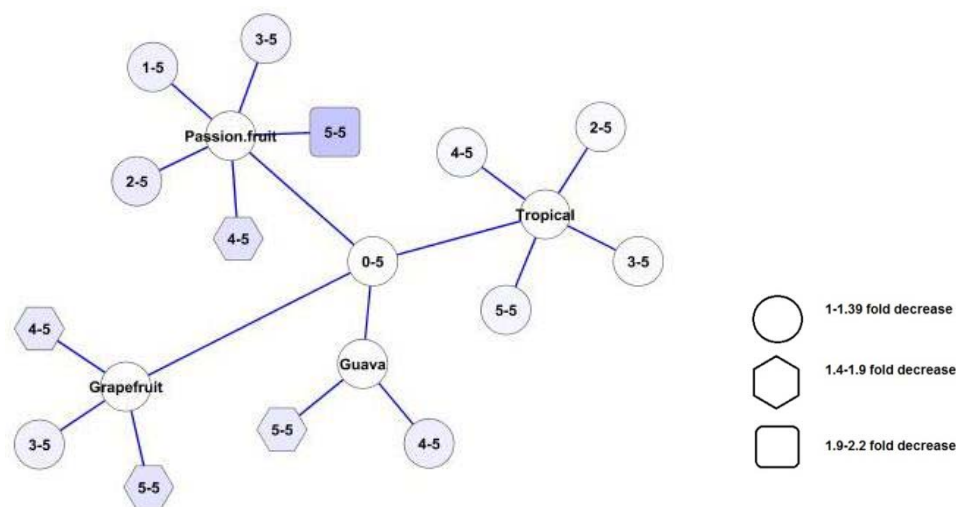 3-5
1-5
Passion.fruit
5-5
2-5
4-5
2-5
4-5
Tropical
3-5
5-5
0-5
4-5
Grapefruit
3-5
5-5
Guava
5-5
4-5
1-1.39 fold decrease
1.4-1.9 fold decrease
1.9-2.2 fold decrease